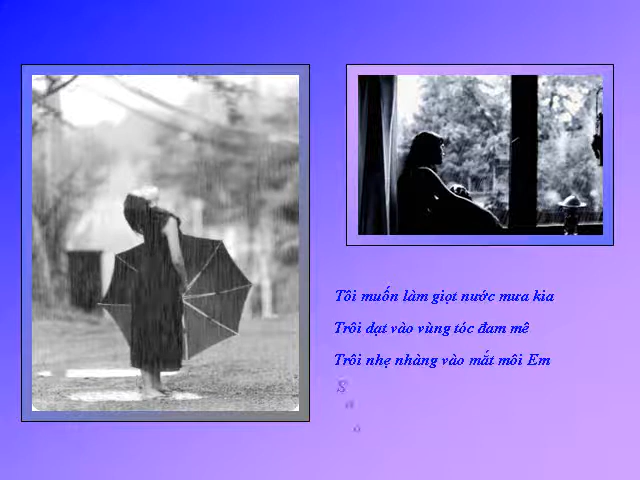 Tôi muốn làm giọt nước mưa kia
Trôi dạt vào vùng tóc đam mê
Trôi nhẹ nhàng vào mắt môi Em
S
a
o